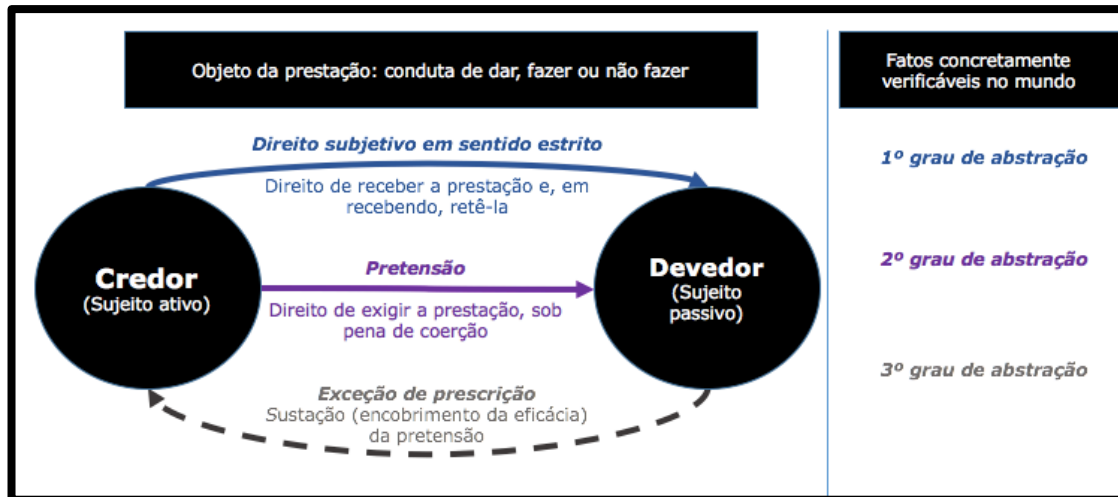 Objeto da prestação: conduta de dar, fazer ou não fazer
Fatos concretamente
verificáveis no mundo
Direito subjetivo em sentido estrito
Direito de receber a prestação e, em
recebendo, retê-la
1º grau de abstração
Credor
(Sujeito ativo)
Pretensão
Direito de exigir a prestação, sob
pena de coerção
Devedor
(Sujeito
passivo)
2º grau de abstração
Exceção de prescrição
Sustação (encobrimento da eficácia)
da pretensão
3º grau de abstração